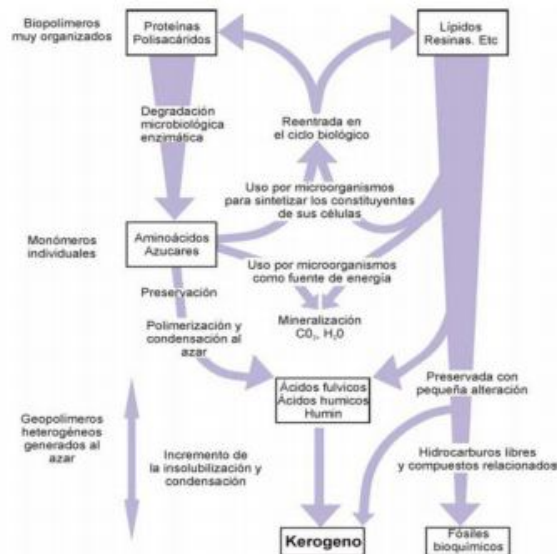 Biopolimeros
muy organizados
Proteínas
Polisacáridos
Lípidos
Resinas. Etc
Degradación
microbiológica
enzimática
Reentrada en
el ciclo biológico
Uso por microorganismos
para sintetizar los constituyentes
de sus células
Monómeros
individuales
Aminoácidos
Azucares
Uso por microorganismos
como fuente de energía
Preservación
Mineralización
C0₂, H₂0
Polimerización y
condensación al
azar
Ácidos fulvicos
Ácidos humicos
Humin
Preservada con
pequeña alteración
Geopolimeros
heterogéneos
generados al
azar
Incremento de
la insolubilización y
condensación
Hidrocarburos libres
y compuestos relacionados
Kerogeno
Fósiles
bioquímicos